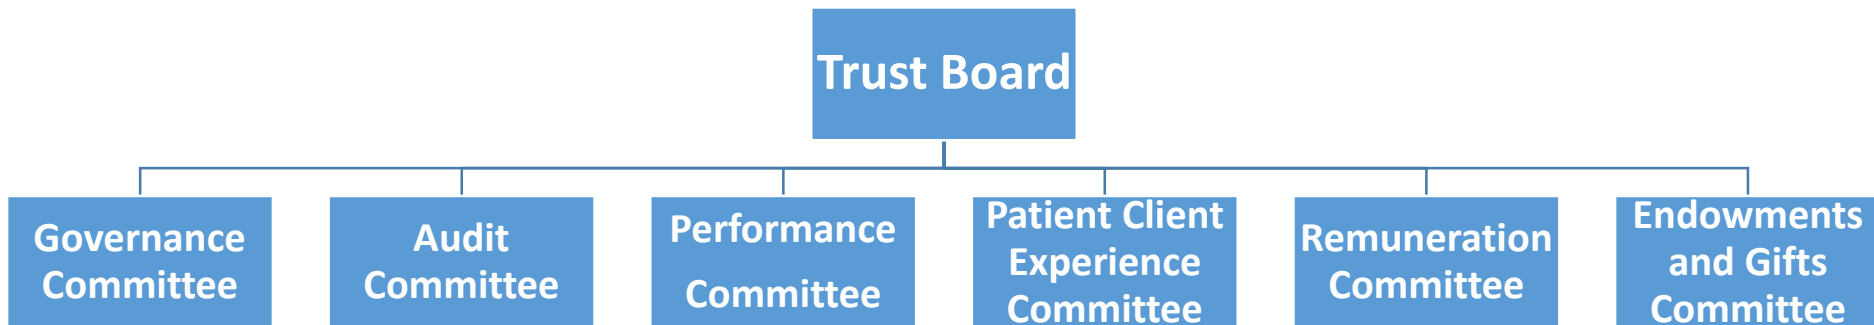 Trust Board
Governance
Committee
Audit
Committee
Performance
Committee
Patient Client
Experience
Committee
Remuneration
Committee
Endowments
and Gifts
Committee